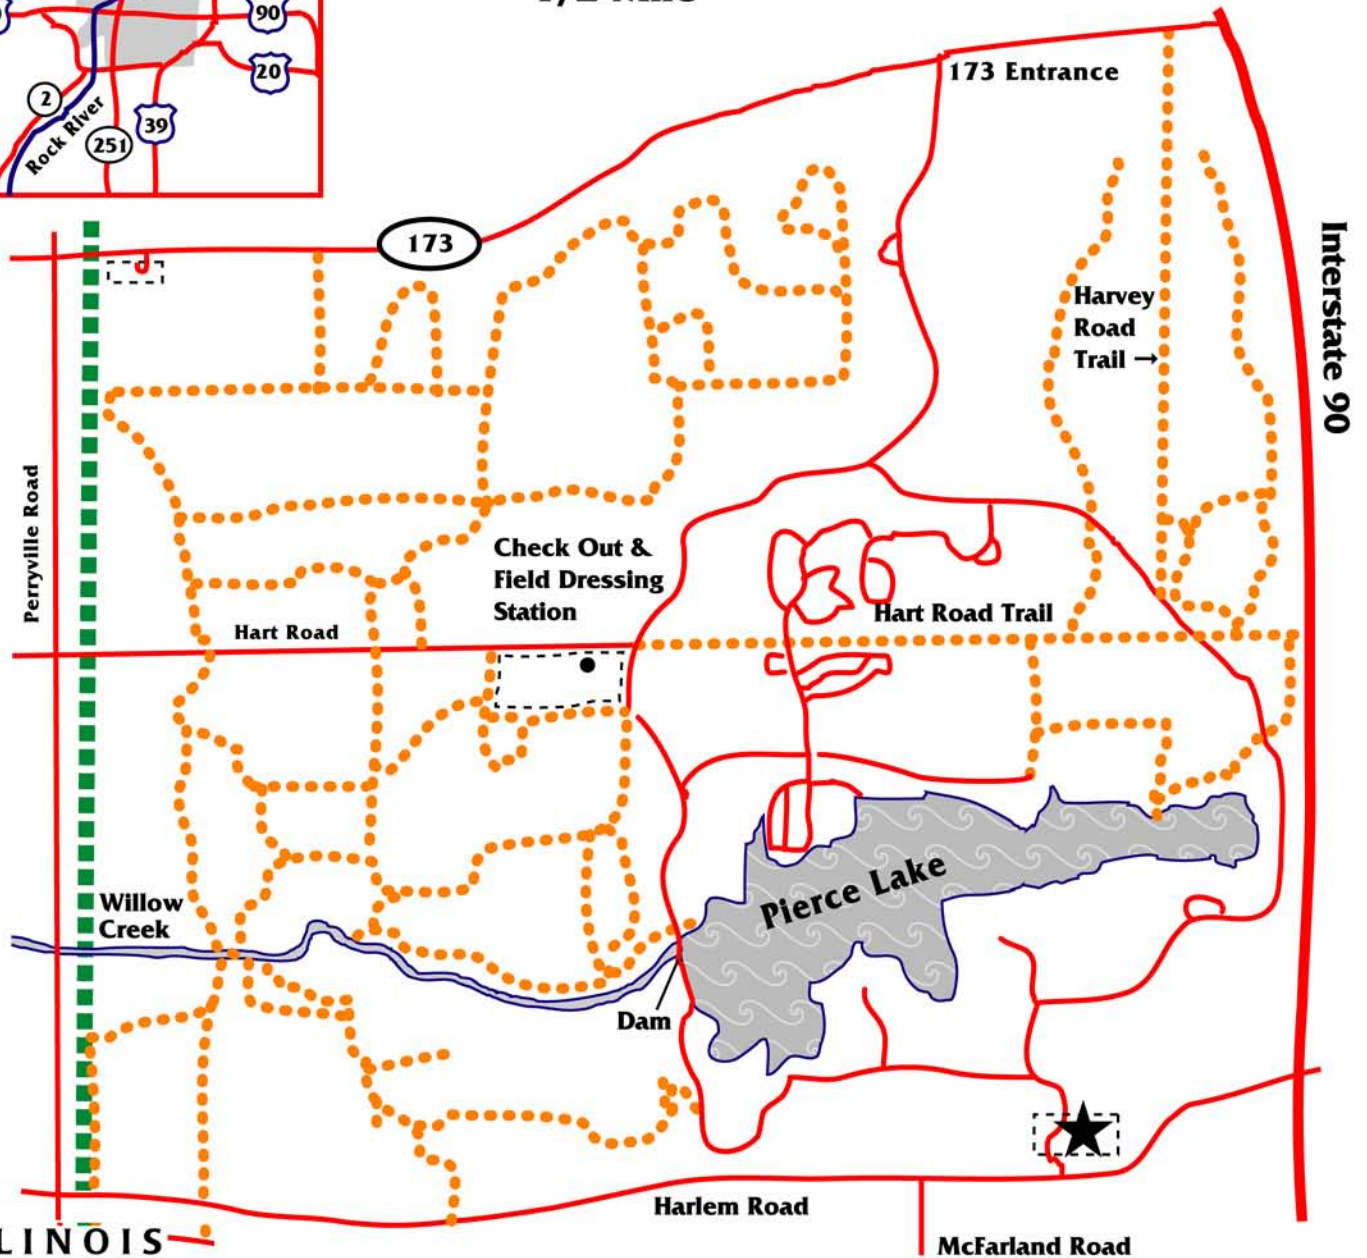 90
20
2
39
Rock River
251
173 Entrance
173
Interstate 90
Harvey
Road
Trail →
Perryville Road
Check Out &
Field Dressing
Station
Hart Road Trail
Hart Road
Willow
Creek
Pierce Lake
Dam
Harlem Road
LINOIS
McFarland Road